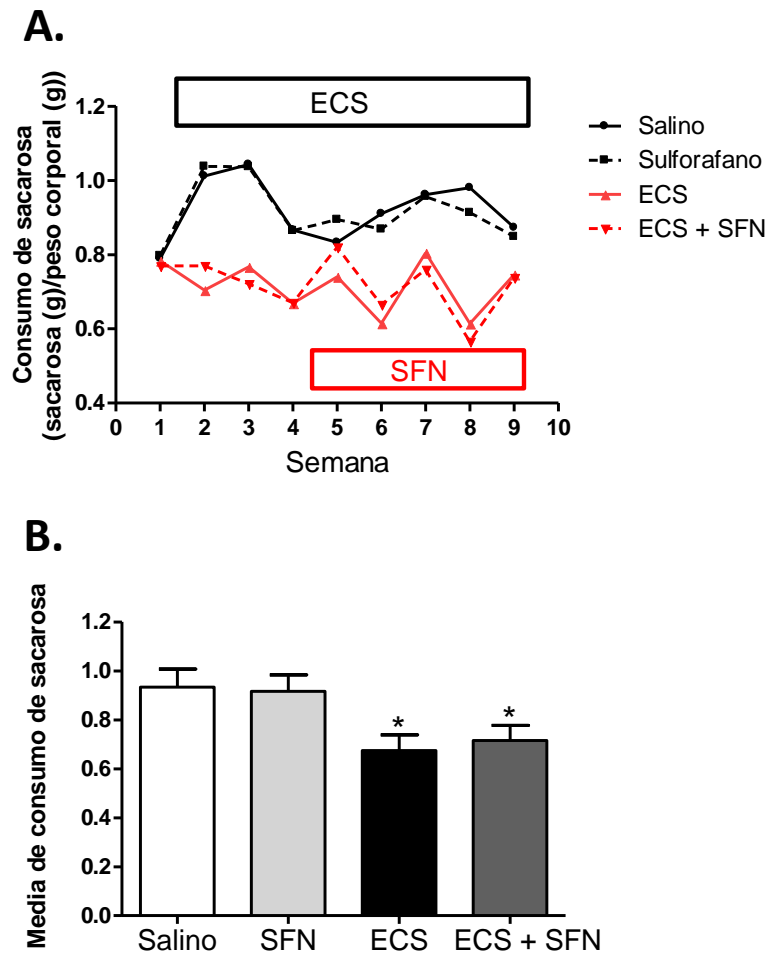 A.
ECS
Consumo de sacarosa
(sacarosa (g)/peso corporal (g))
1.2
1.0
0.8
0.6
0.4
0 1 2 3 4 5 6 7 8 9 10
Semana
SFN
Salino
Sulforafano
ECS
ECS + SFN
B.
Media de consumo de sacarosa
1.2
1.0
0.8
0.6
0.4
0.2
0.0
* *
Salino SFN ECS ECS + SFN